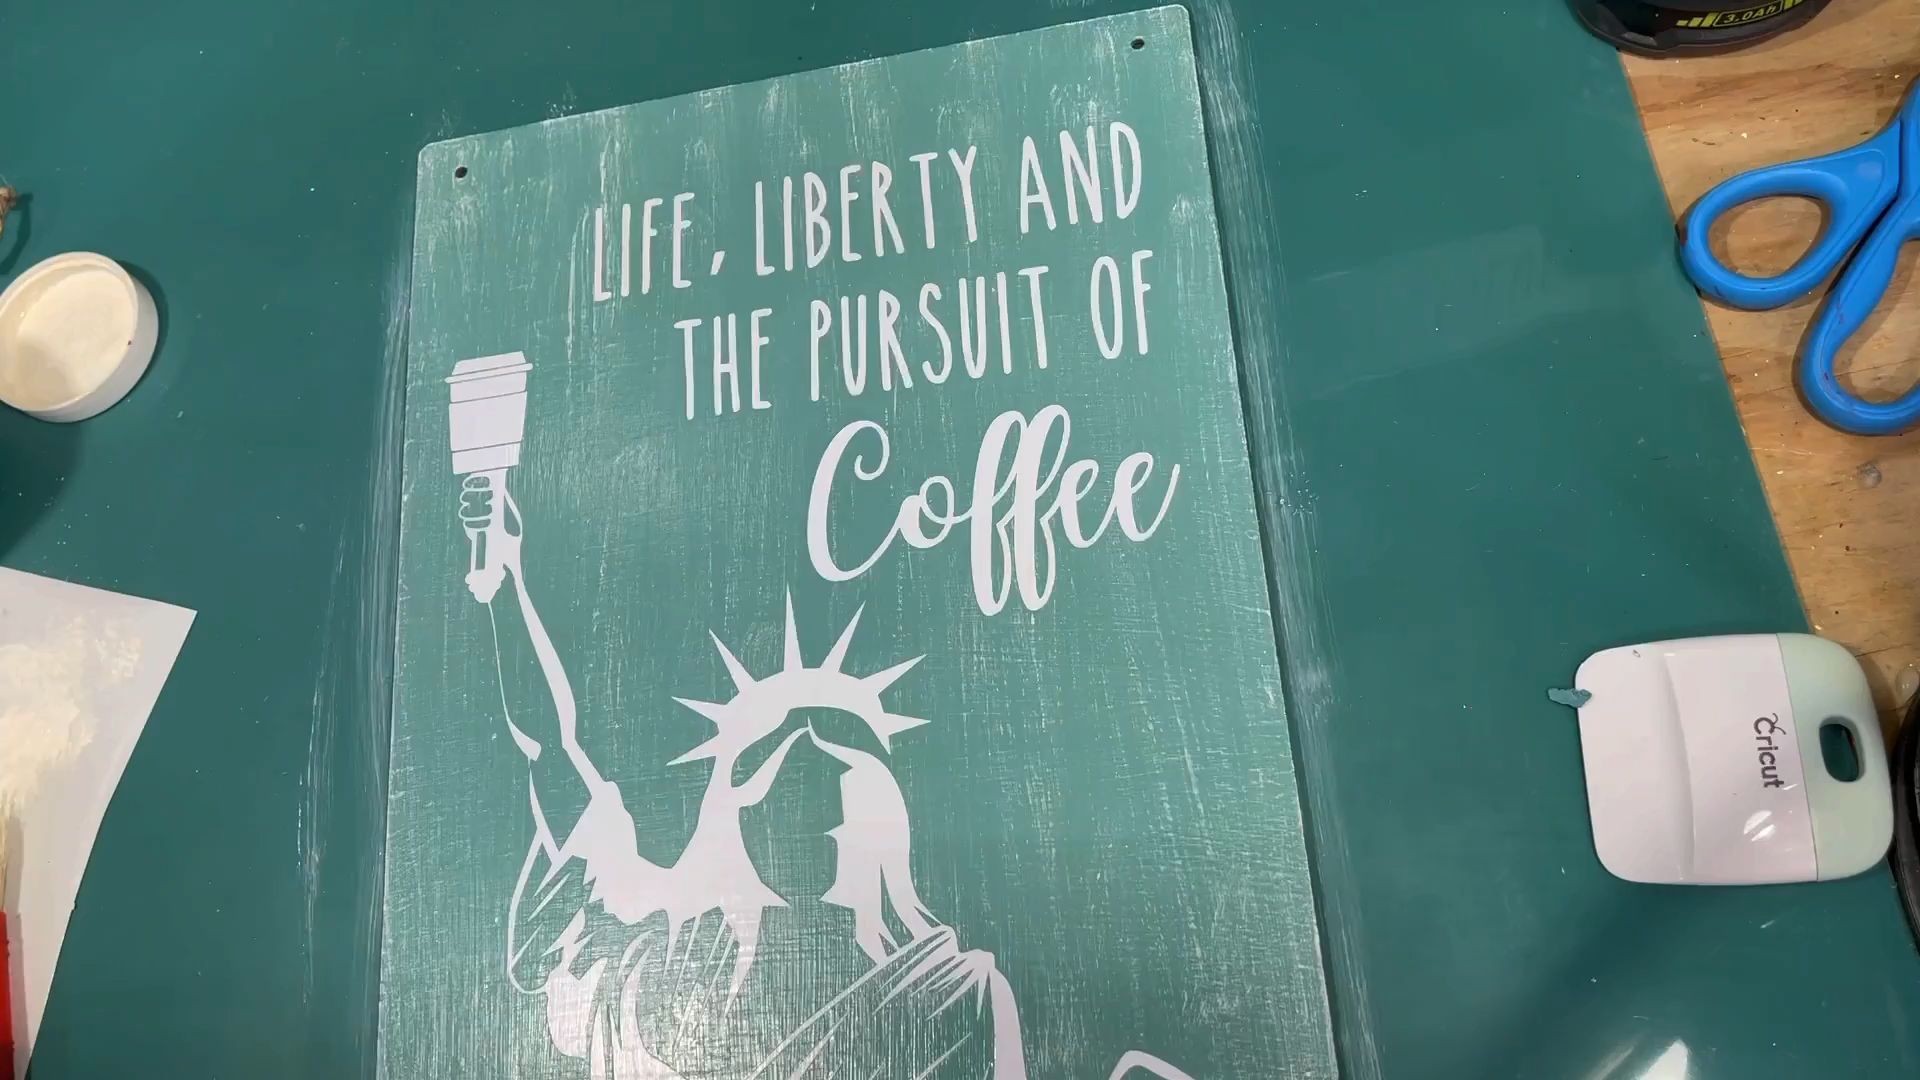 LIFE, LIBERTY AND
THE PURSUIT OF
Coffee
3.0Ah
Cricut